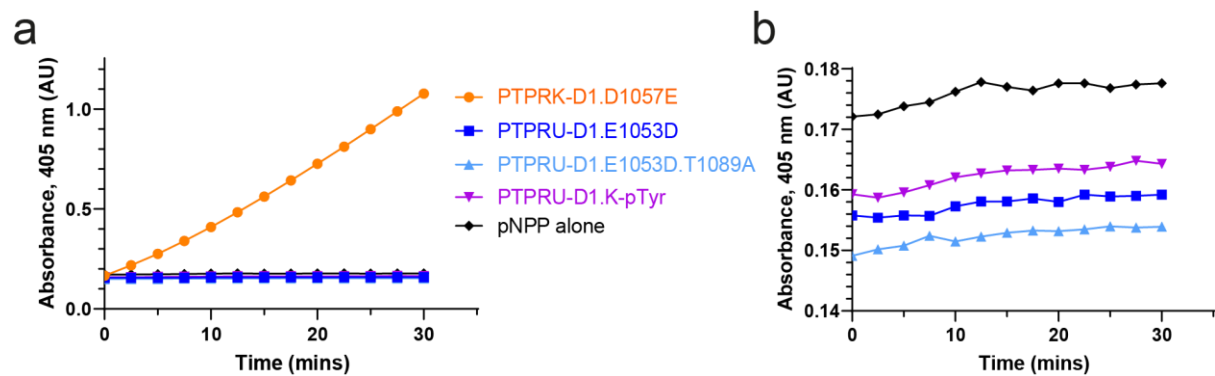 a
Absorbance, 405 nm (AU)
1.0
0.5
0.0
0
10
20
30
Time (mins)
PTPRK-D1.D1057E
PTPRU-D1.E1053D
PTPRU-D1.E1053D.T1089A
PTPRU-D1.K-pTyr
pNPP alone
b
Absorbance, 405 nm (AU)
0.18
0.17
0.16
0.15
0.14
0
10
20
30
Time (mins)